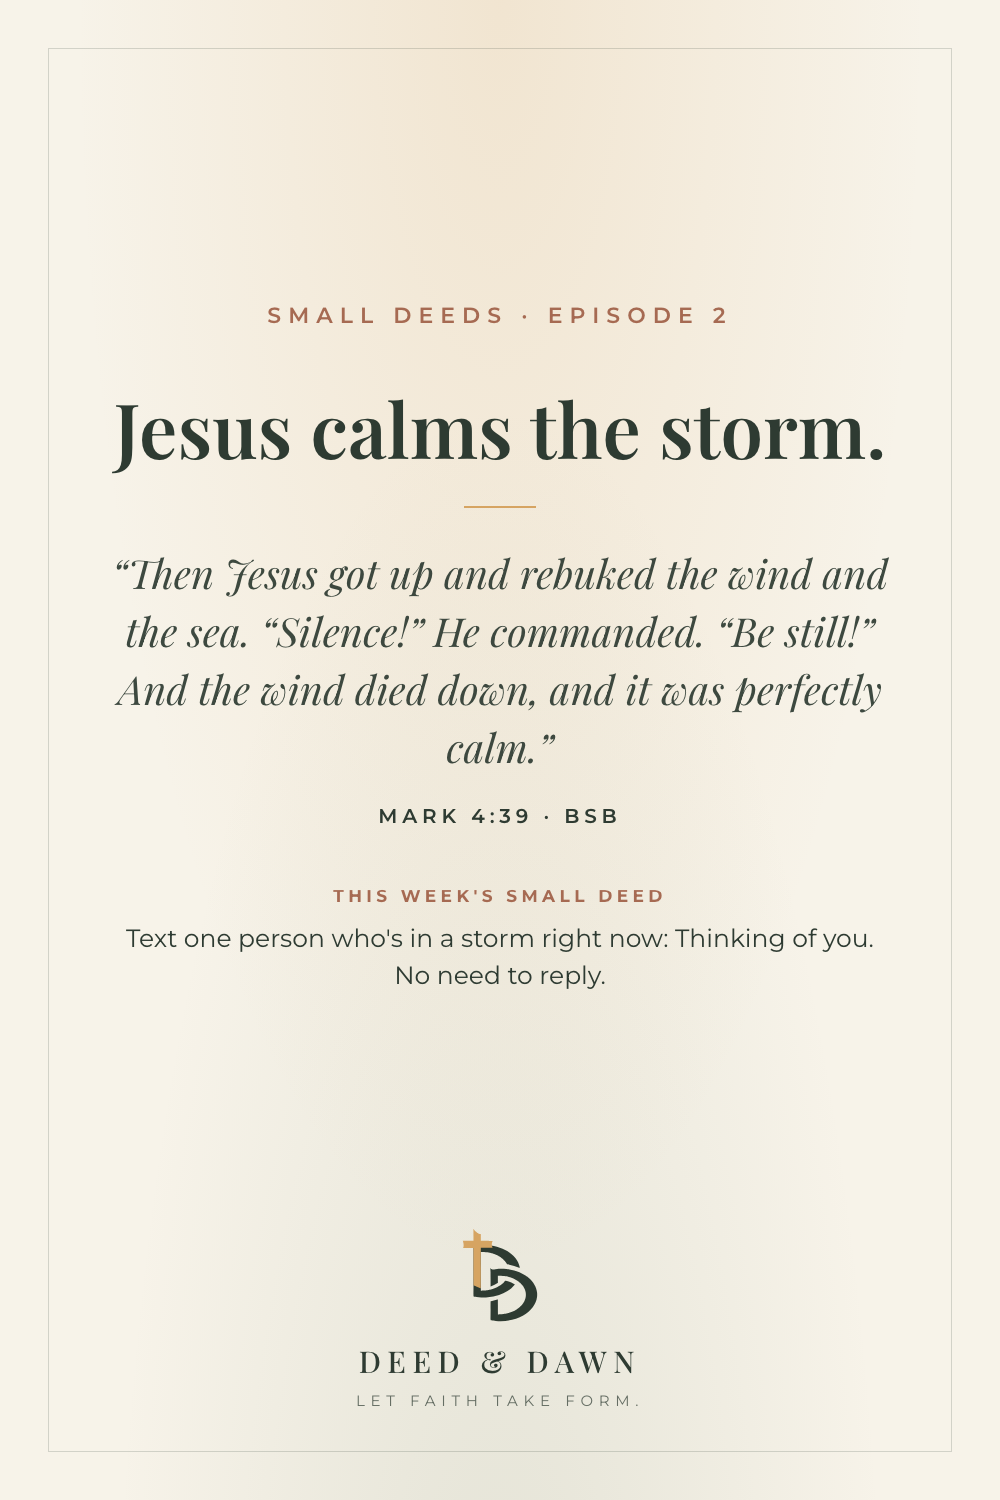 SMALL DEEDS · EPISODE 2
Jesus calms the storm.
“Then Jesus got up and rebuked the wind and
the sea. “Silence!” He commanded. “Be still!”
And the wind died down, and it was perfectly
calm.”
MARK 4:39 · BSB
THIS WEEK'S SMALL DEED
Text one person who's in a storm right now: Thinking of you.
No need to reply.
DEED & DAWN
LET FAITH TAKE FORM.